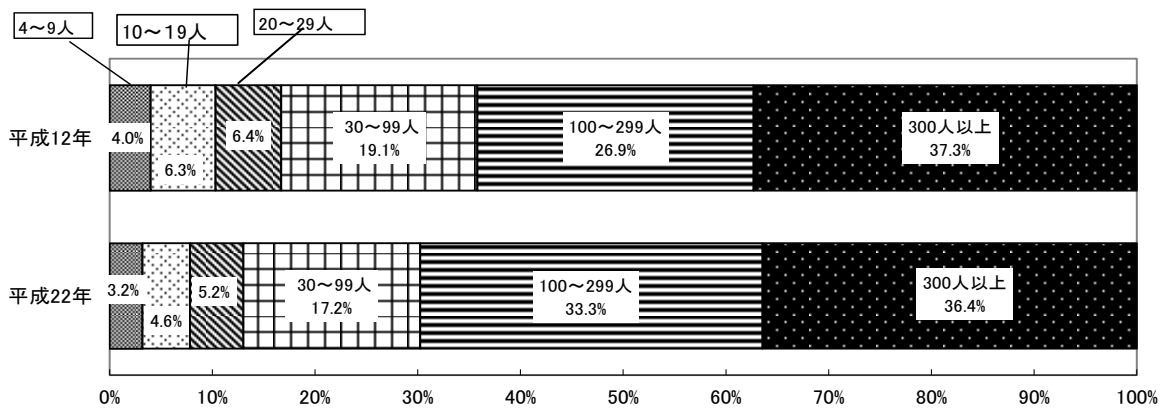 4～9人
10～19人
20～29人
平成12年
4.0%
6.3%
6.4%
30～99人
19.1%
100～299人
26.9%
300人以上
37.3%
平成22年
3.2%
4.6%
5.2%
30～99人
17.2%
100～299人
33.3%
300人以上
36.4%
0% 10% 20% 30% 40% 50% 60% 70% 80% 90% 100%